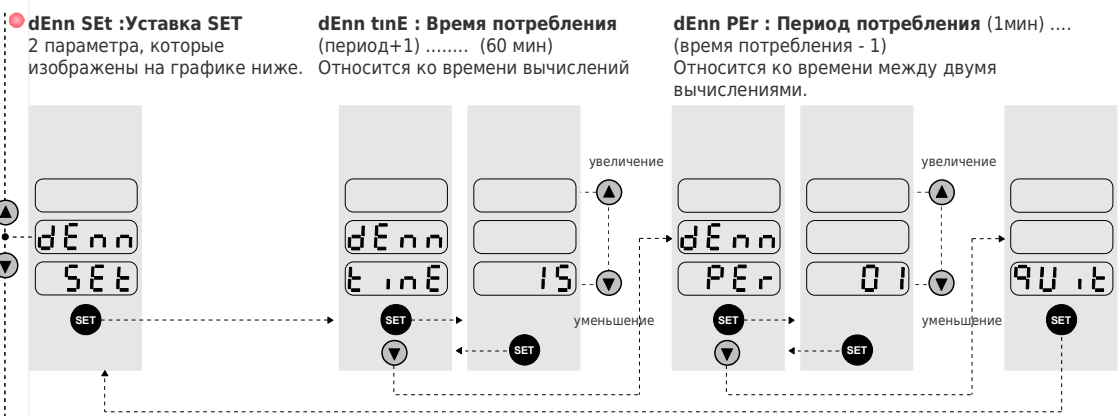 dEnn SEt :Уставка SET
2 параметра, которые
изображены на графике ниже.
dEnn tınE : Время потребления
(период+1) ........ (60 мин)
Относится ко времени вычислений
dEnn PEr : Период потребления (1мин) ....
(время потребления - 1)
Относится ко времени между двумя
вычислениями.
увеличение
увеличение
dEnn
dEnn
dEnn
SEt
tınE
15
PEr
01
qUıt
SET
SET
уменьшение
SET
уменьшение
SET
SET
SET